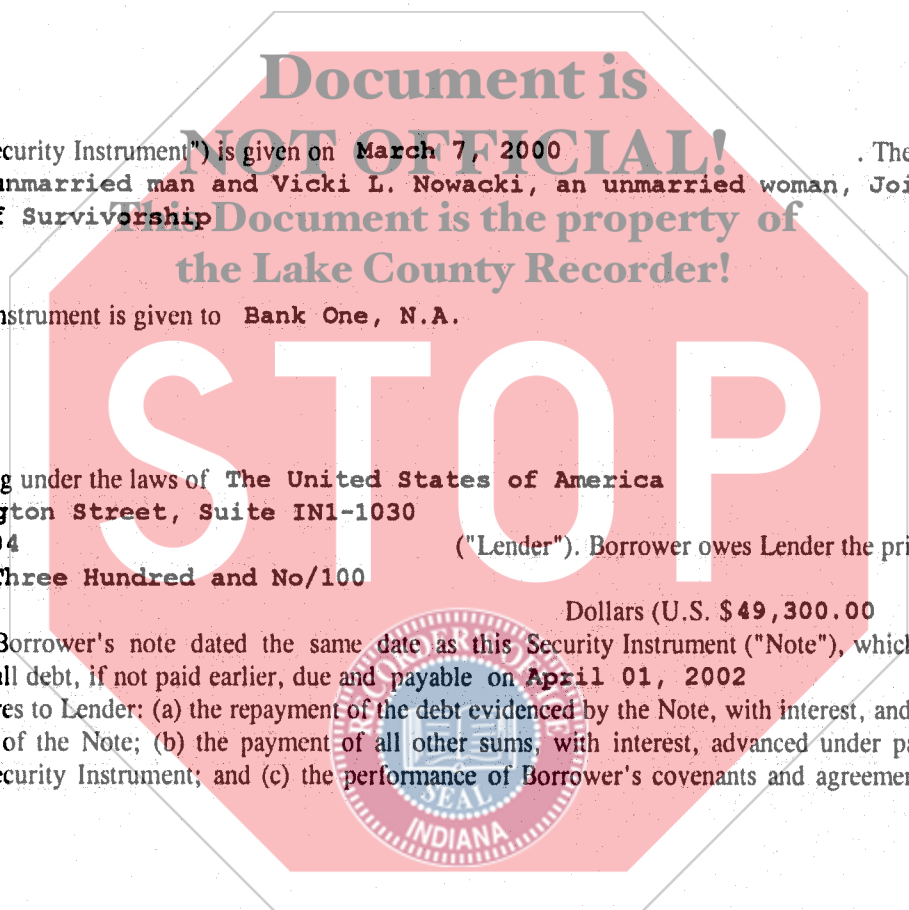 Document is
NOT OFFICIAL!
ecurity Instrument") is given on March 7, 2000 . The
unmarried man and Vicki L. Nowacki, an unmarried woman, Joi
f Survivorship
This Document is the property of
the Lake County Recorder!
nstrument is given to Bank One, N.A.
STOP
g under the laws of The United States of America
gton Street, Suite IN1-1030
04 ("Lender"). Borrower owes Lender the pri
Three Hundred and No/100
Dollars (U.S. $49,300.00
Borrower's note dated the same date as this Security Instrument ("Note"), which
ll debt, if not paid earlier, due and payable on April 01, 2002
res to Lender: (a) the repayment of the debt evidenced by the Note, with interest, and
of the Note; (b) the payment of all other sums, with interest, advanced under pa
ecurity Instrument; and (c) the performance of Borrower's covenants and agreemen
RECORDER OF
SEAL
INDIANA